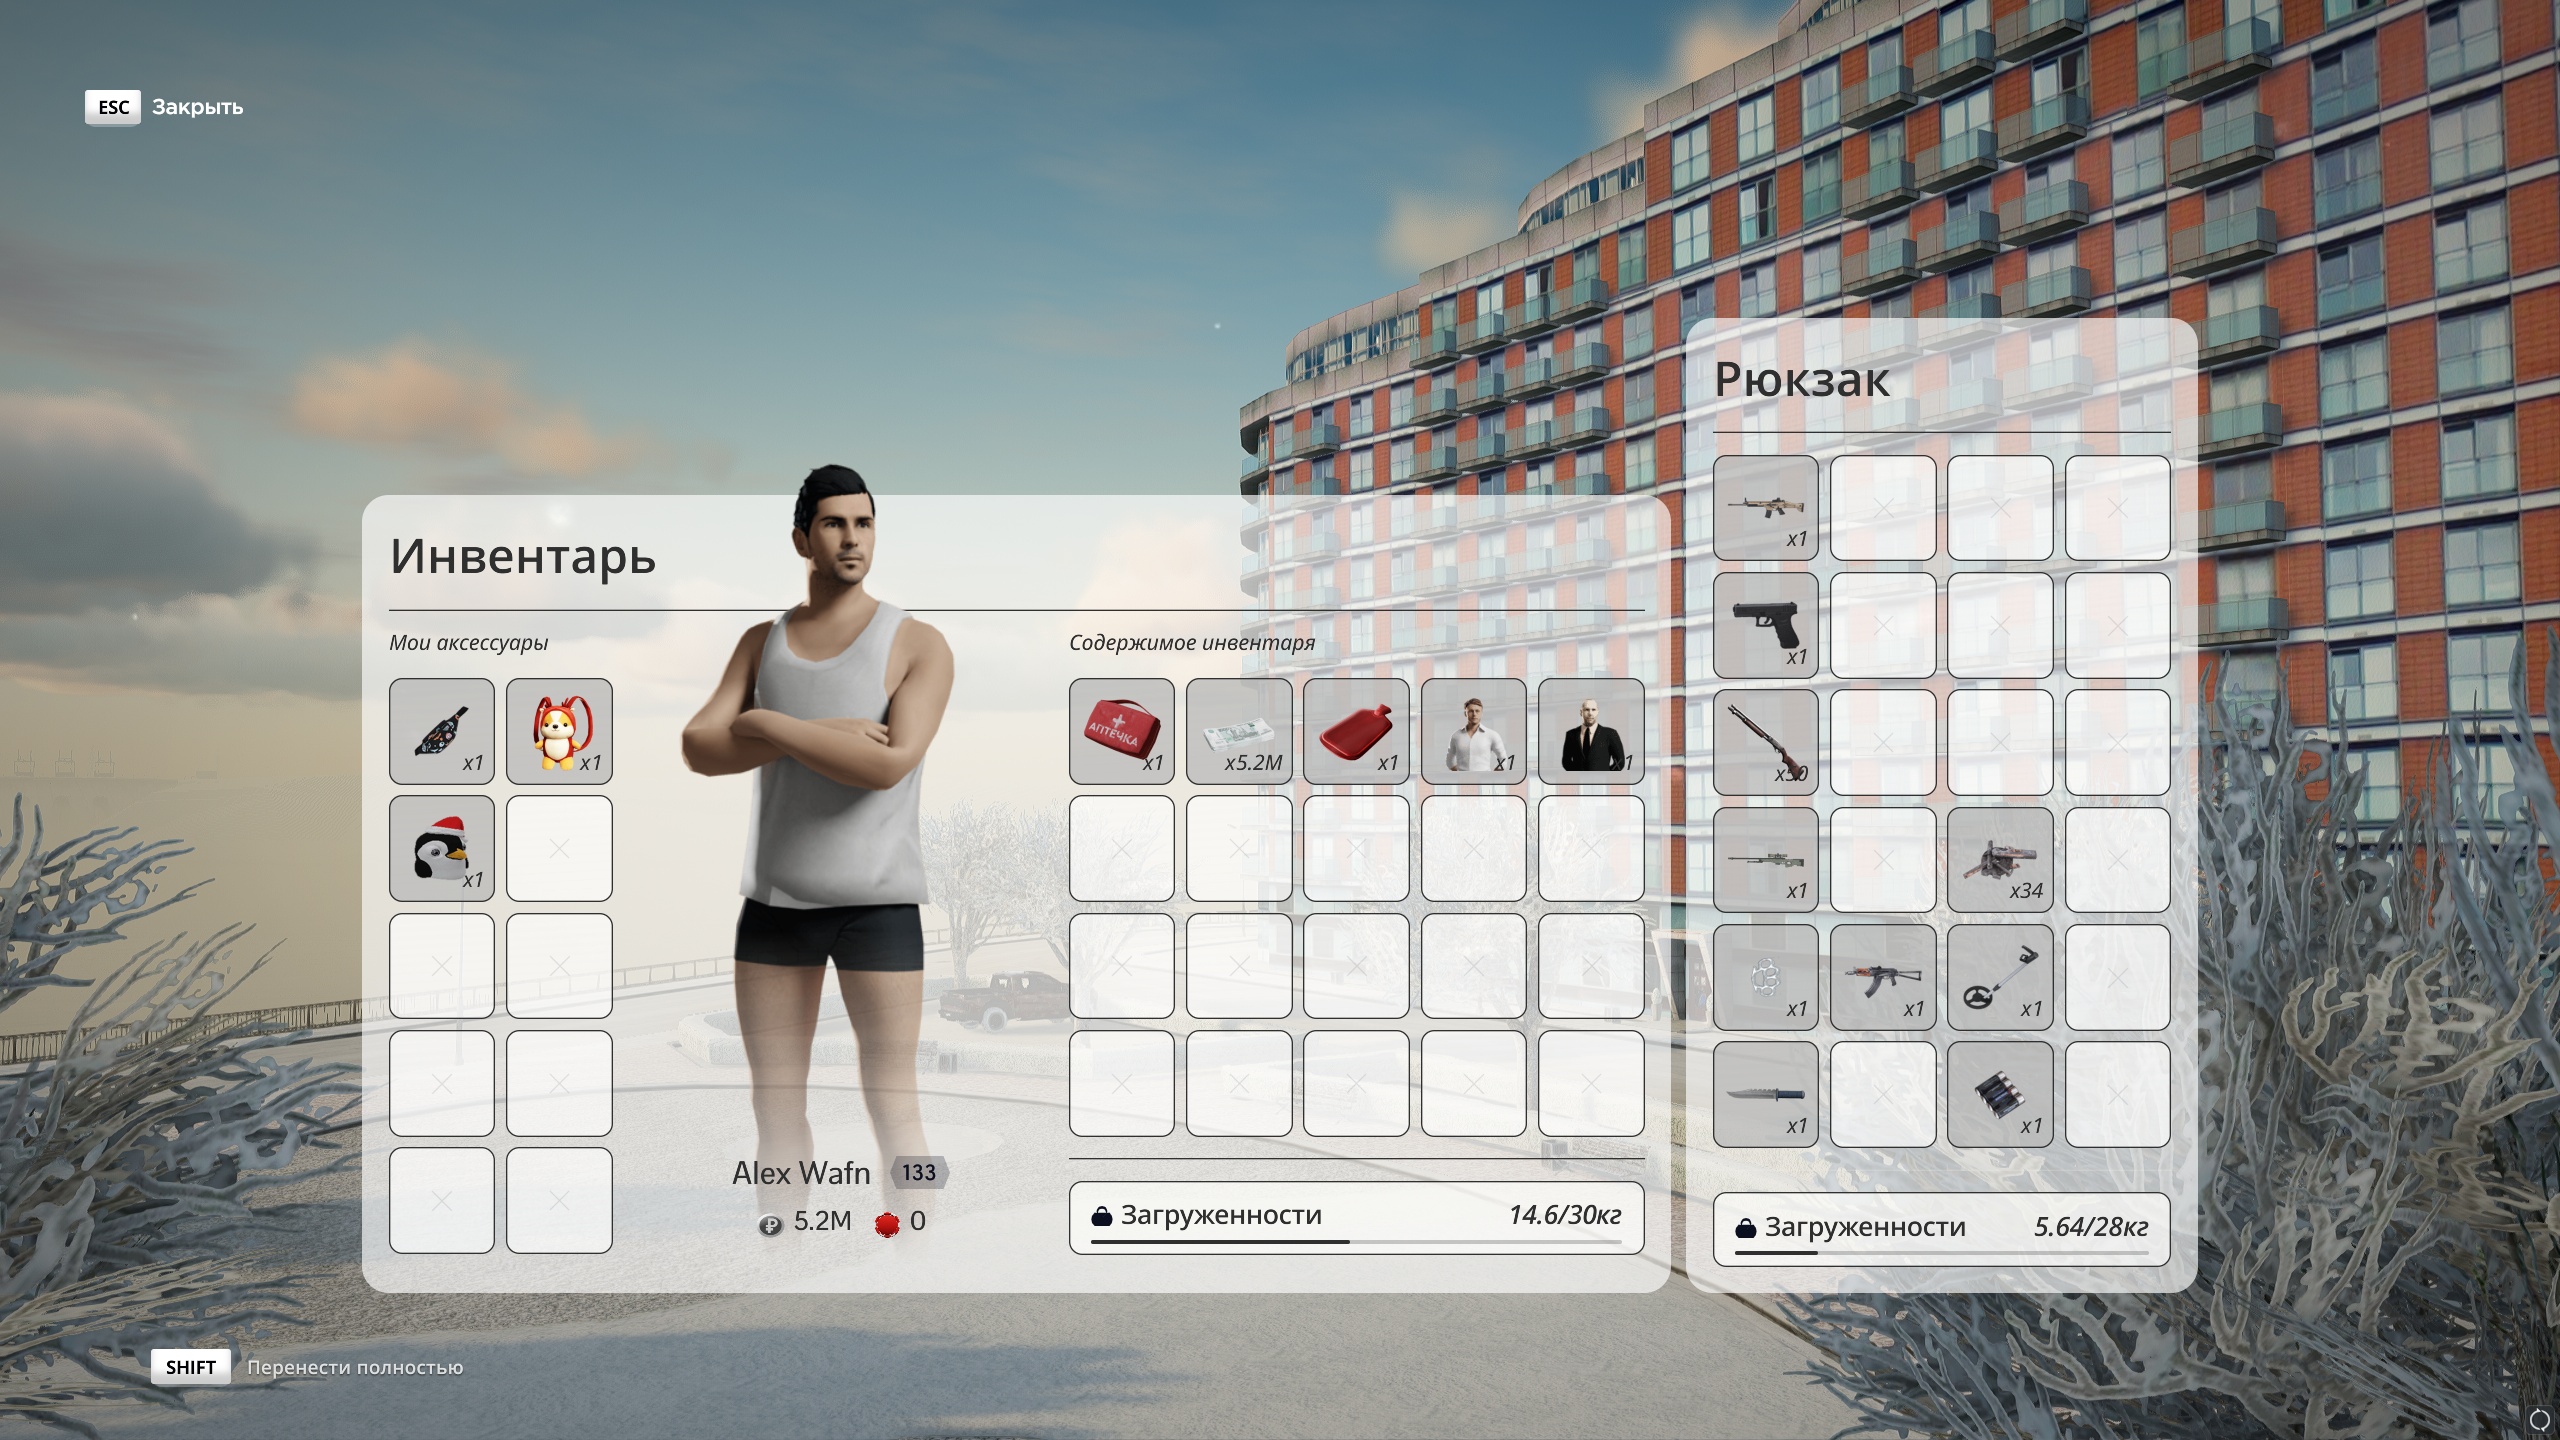 ESC Закрыть
Рюкзак
Инвентарь
Мои аксессуары
Содержимое инвентаря
x1
x1
x1
АПТЕЧКА
x1
x5.2M
x1
x1
x1
x1
x1
x50
x1
x34
x1
x1
x1
x1
x1
Alex Wafn 133
5.2M 0
Загруженности 14.6/30кг
Загруженности 5.64/28кг
SHIFT Перенести полностью